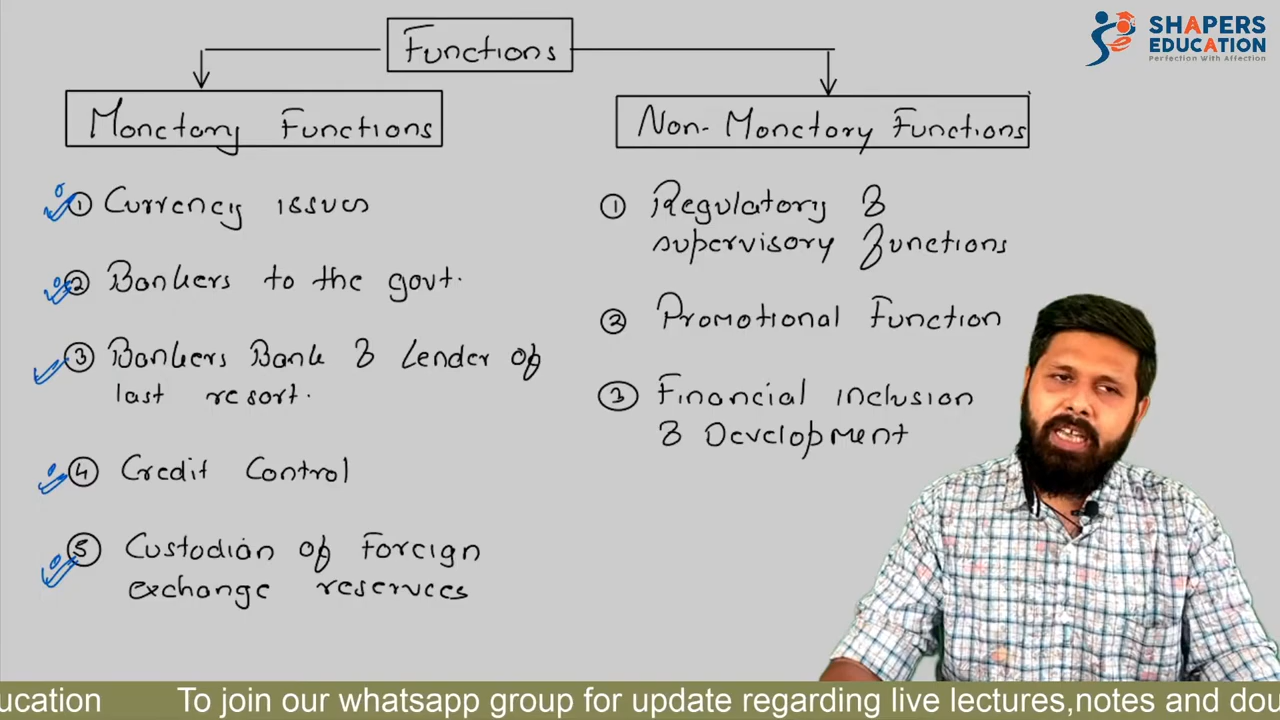 Functions
SHAPERS
EDUCATION
Perfection With Affection
Monetary Functions
① Currency issues
② Bankers to the govt.
③ Bankers Bank & Lender of
last resort.
④ Credit Control
⑤ Custodian of Foreign
exchange reserves
Non-Monetory Functions
① Regulatory &
supervisory functions
② Promotional Function
③ Financial inclusion
& Development
ucation To join our whatsapp group for update regarding live lectures,notes and dou